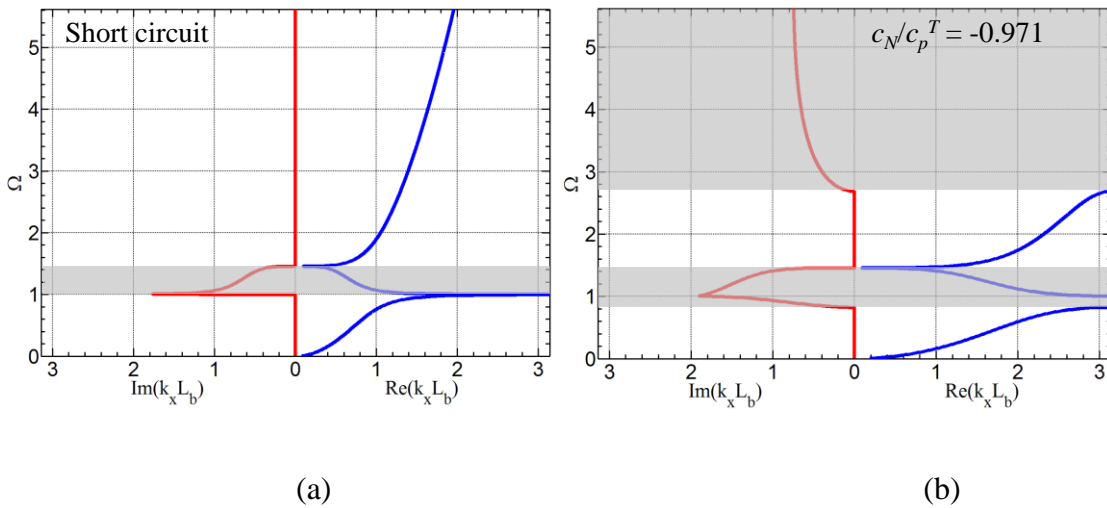 Short circuit
c_N/c_p^T = -0.971
5
4
3
2
1
0
Ω
3 2 1 0 1 2 3
Im(k_xL_b) Re(k_xL_b)
5
4
3
2
1
0
Ω
3 2 1 0 1 2 3
Im(k_xL_b) Re(k_xL_b)
(a) (b)